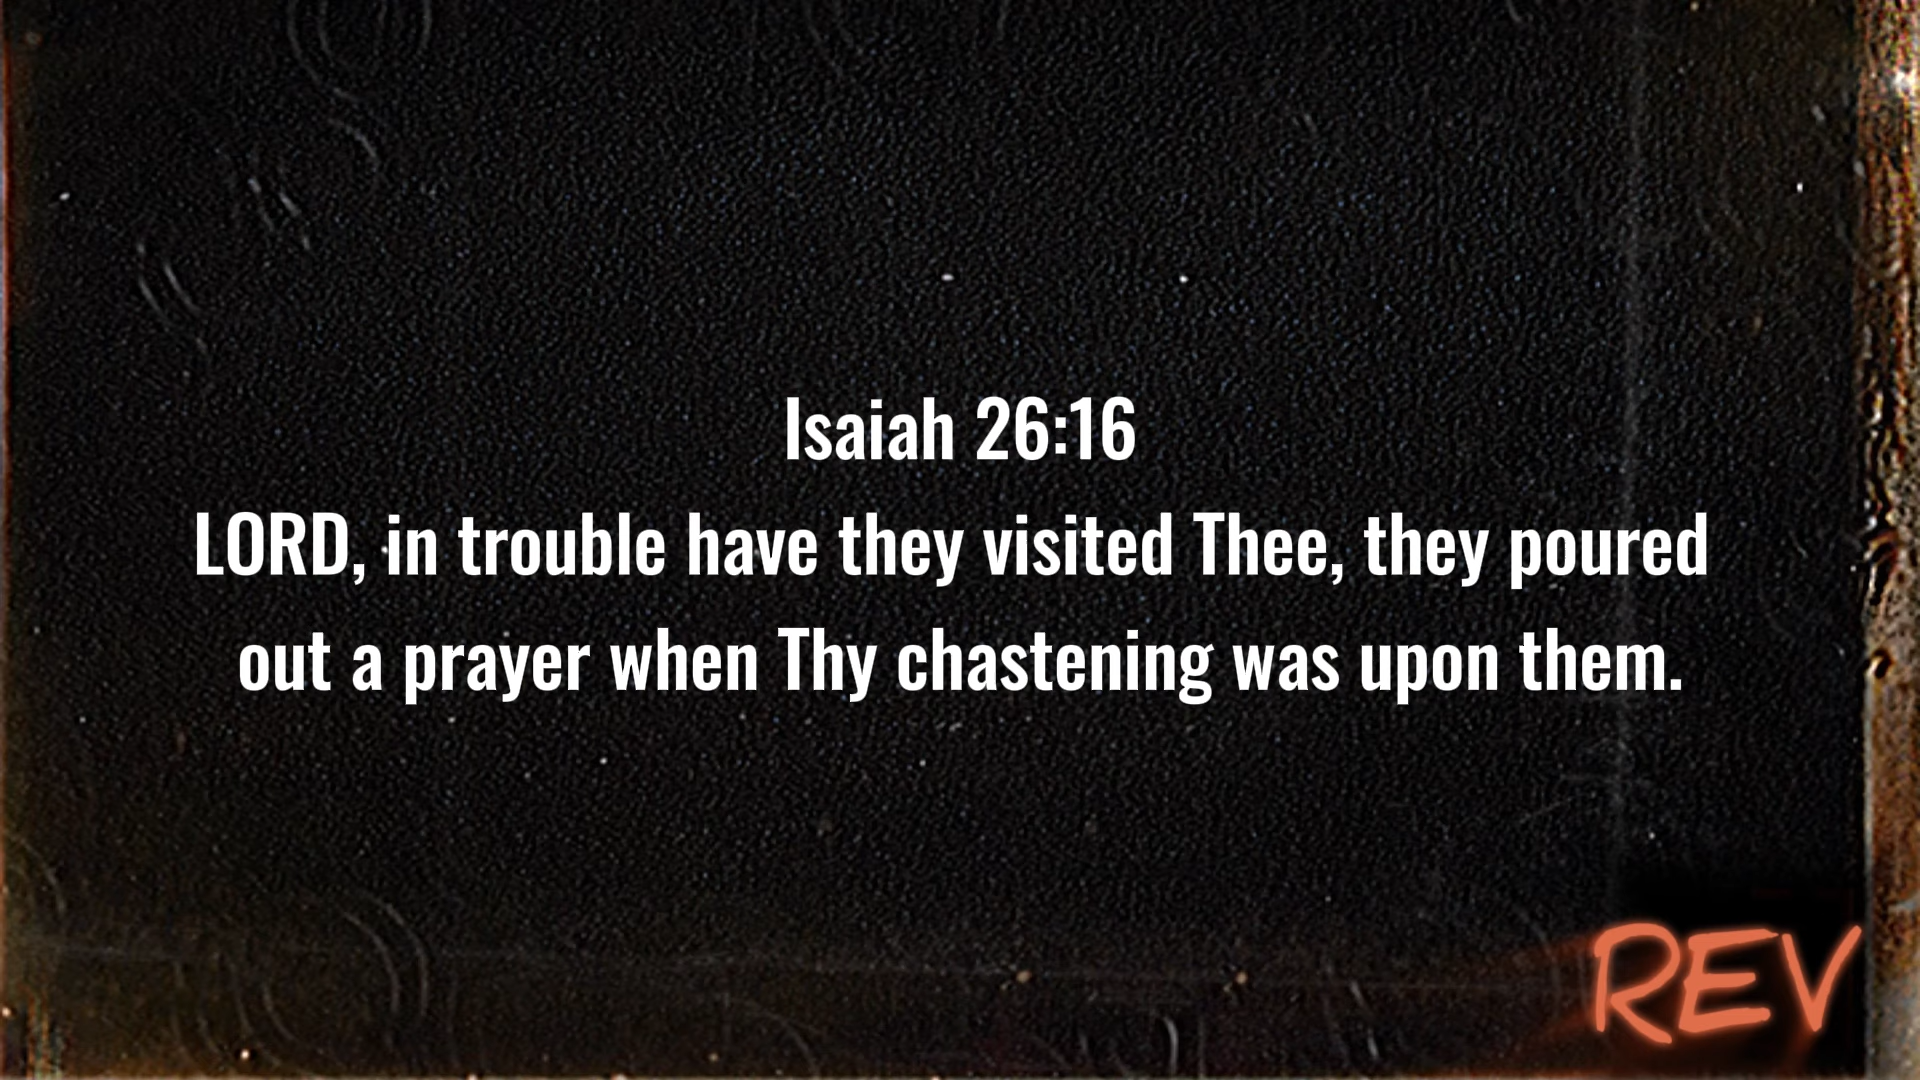 Isaiah 26:16
LORD, in trouble have they visited Thee, they poured
out a prayer when Thy chastening was upon them.
REV